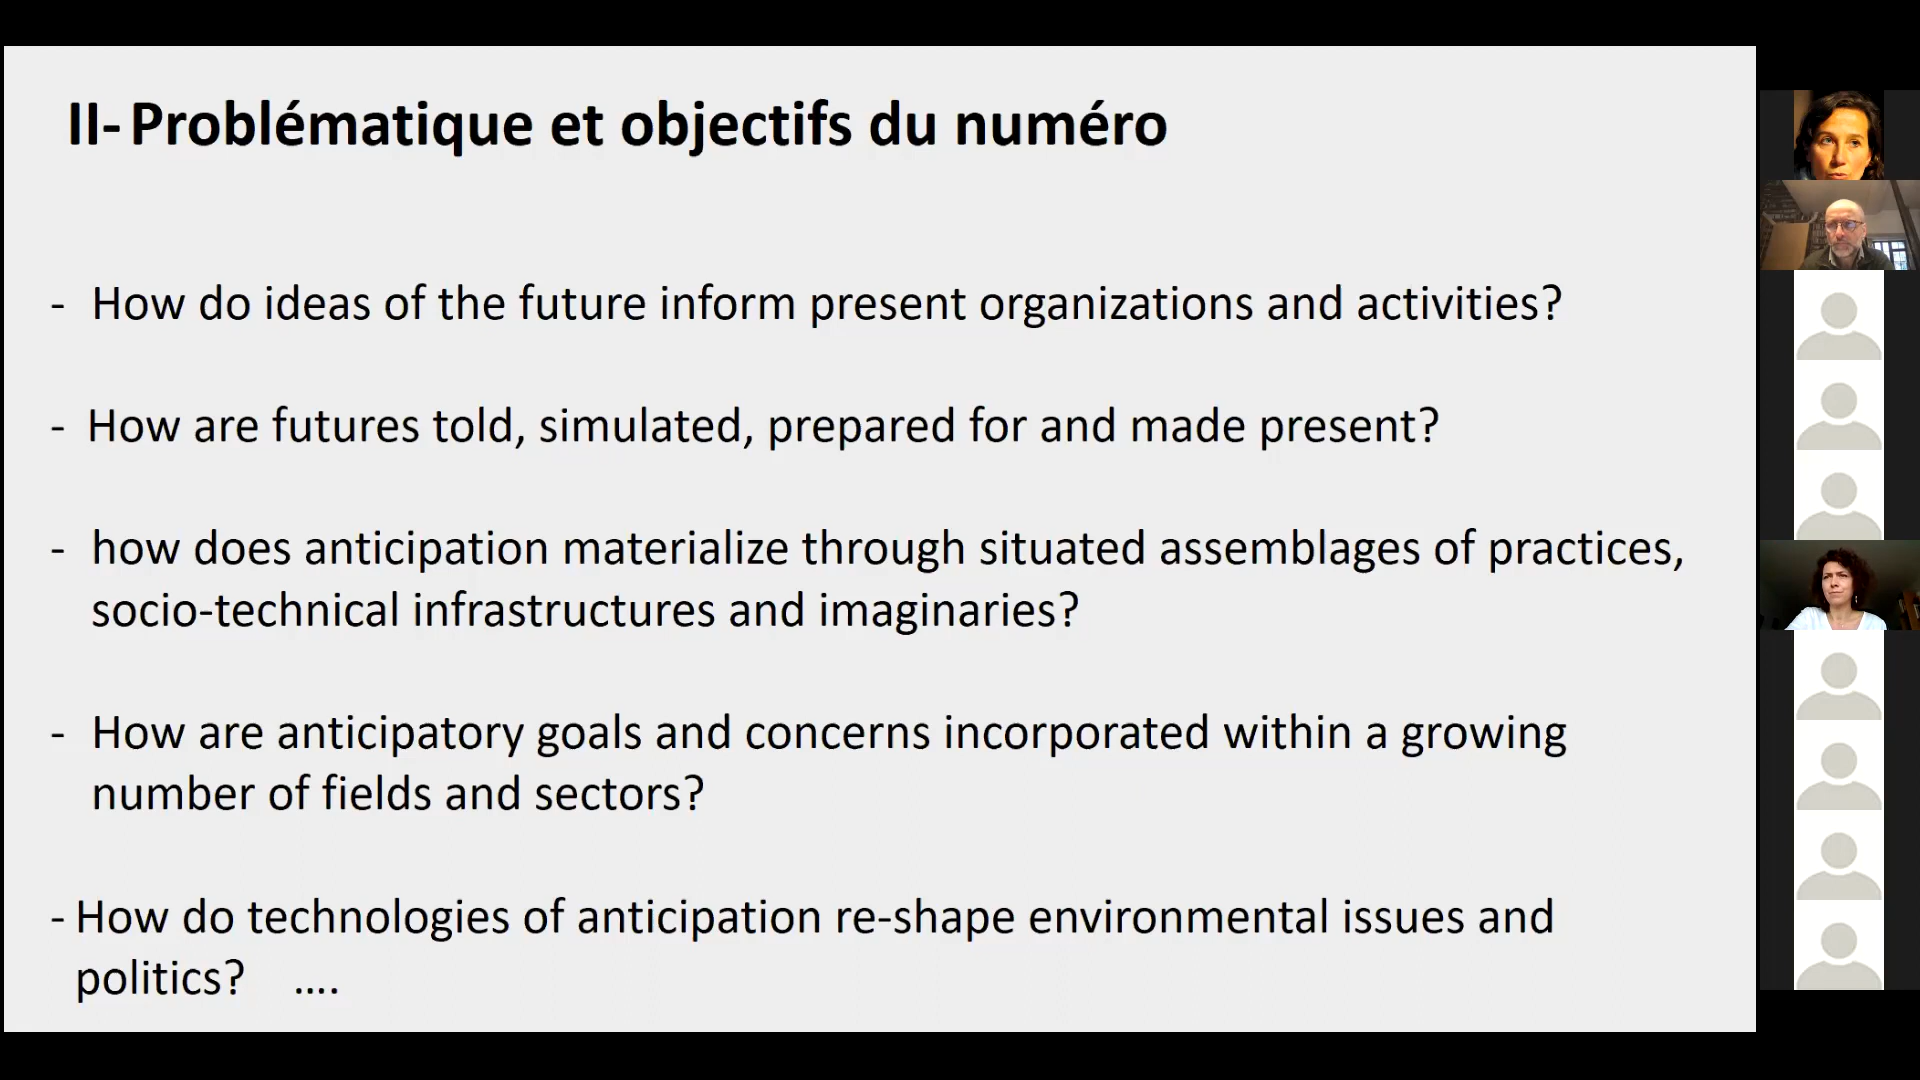 II- Problématique et objectifs du numéro
- How do ideas of the future inform present organizations and activities?
- How are futures told, simulated, prepared for and made present?
- how does anticipation materialize through situated assemblages of practices,
socio-technical infrastructures and imaginaries?
- How are anticipatory goals and concerns incorporated within a growing
number of fields and sectors?
- How do technologies of anticipation re-shape environmental issues and
politics? ....